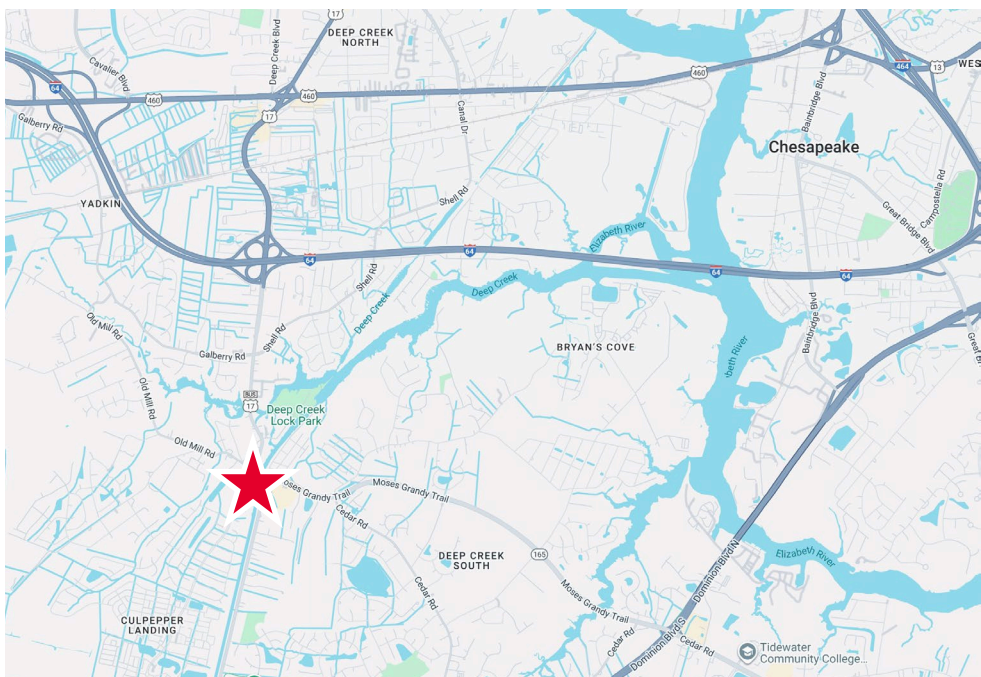 17
DEEP CREEK
NORTH
Deep Creek Blvd
Cavalier Blvd
64
460
460
460
17
Galberry Rd
Canal Dr
Bainbridge Blvd
464
13
WES
Chesapeake
YADKIN
Shell Rd
Campostella Rd
Great Bridge Blvd
Elizabeth River
64
64
64
64
Shell Rd
Deep Creek
Deep Creek
Bainbridge Blvd
Old Mill Rd
Shell Rd
Galberry Rd
BRYAN'S COVE
beth River
Great B
Old Mill Rd
BUS
17
Deep Creek
Lock Park
Old Mill Rd
oses Grandy Trail
Moses Grandy Trail
Cedar Rd
165
DEEP CREEK
SOUTH
Elizabeth River
Dominion Blvd N
Cedar Rd
Moses Grandy Trail
CULPEPPER
LANDING
Dominion Blvd S
Cedar Rd
Cedar Rd
Tidewater
Community College...